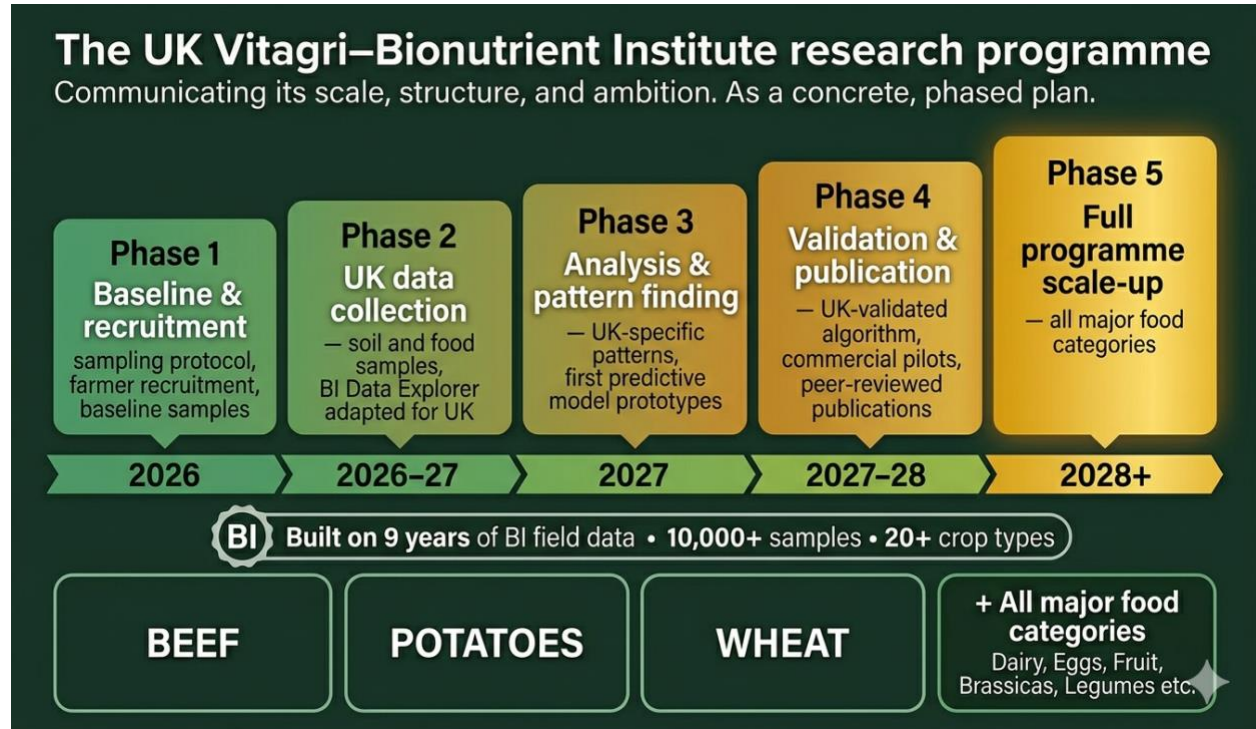 The UK Vitagri–Bionutrient Institute research programme
Communicating its scale, structure, and ambition. As a concrete, phased plan.
Phase 1
Baseline &
recruitment
sampling protocol,
farmer recruitment,
baseline samples
Phase 2
UK data
collection
— soil and food
samples,
BI Data Explorer
adapted for UK
Phase 3
Analysis &
pattern finding
— UK-specific
patterns,
first predictive
model prototypes
Phase 4
Validation &
publication
— UK-validated
algorithm,
commercial pilots,
peer-reviewed
publications
Phase 5
Full
programme
scale-up
— all major food
categories
2026
2026–27
2027
2027–28
2028+
BI
Built on 9 years of BI field data • 10,000+ samples • 20+ crop types
BEEF
POTATOES
WHEAT
+ All major food
categories
Dairy, Eggs, Fruit,
Brassicas, Legumes etc.